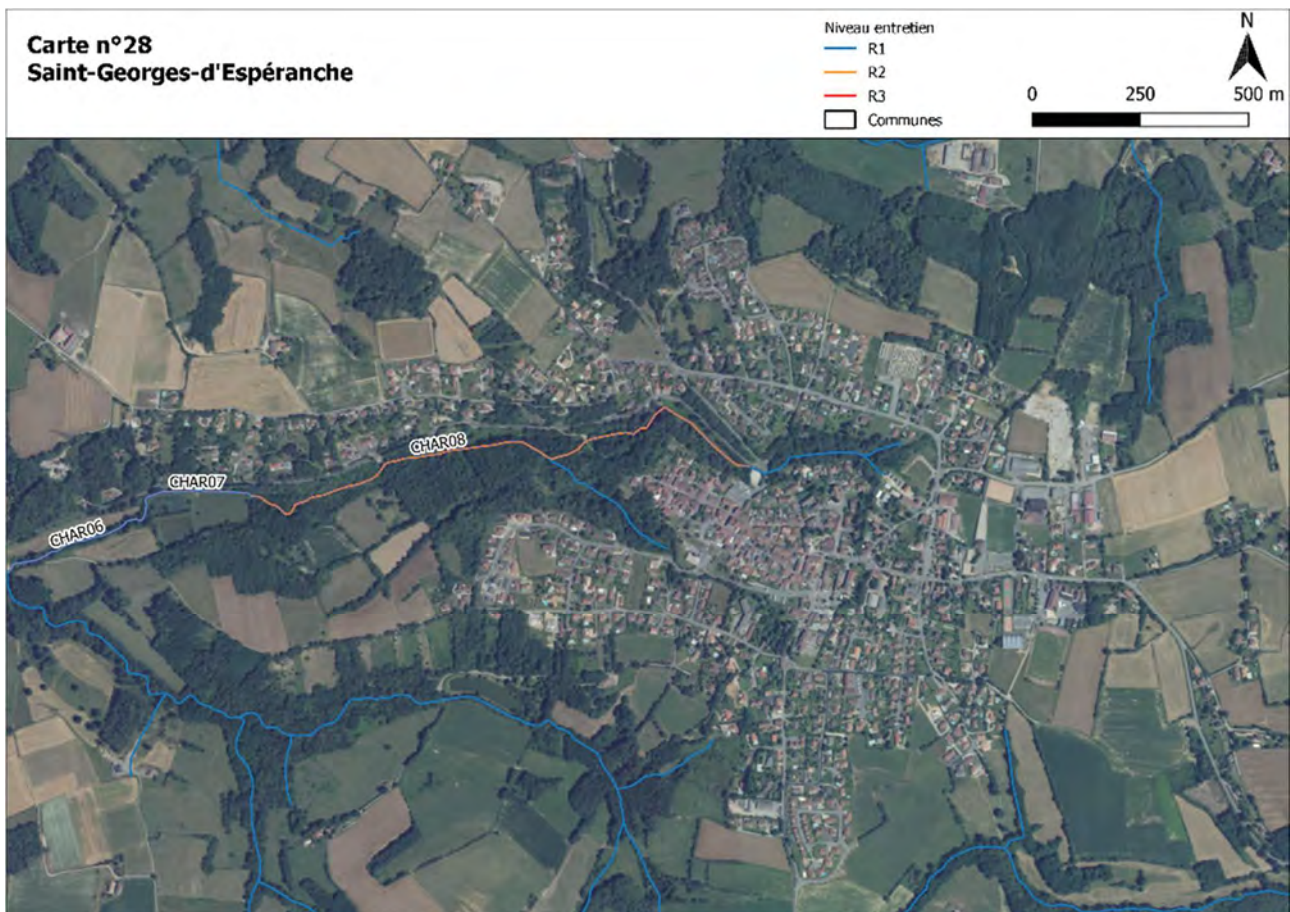 Carte n°28
Saint-Georges-d'Espéranche
Niveau entretien
R1
R2
R3
Communes
N
0 250 500 m
CHAR08
CHAR07
CHAR06